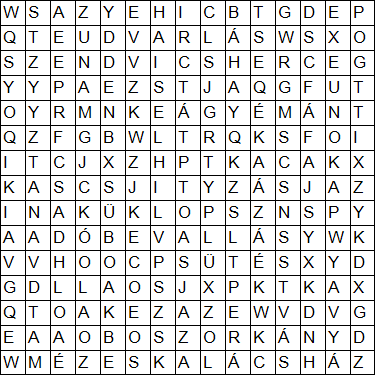 W S A Z Y E H I C B T G D E P
Q T E U D V A R L Á S W S X O
S Z E N D V I C S H E R C E G
Y Y P A E Z S T J A Q G F U T
O Y R M N K E Á G Y É M Á N T
Q Z F G B W L T R Q K S F O I
I T C J X Z H P T K A C A K X
K A S C S J I T Y Z Á S J A Z
I N A K Ü K L O P S Z N S P Y
A A D Ó B E V A L L Á S Y W K
V V H O O C P S Ü T É S X Y D
G D L L A O S J X P K T K A X
Q T O A K E Z A Z E W V D V G
E A A O B O S Z O R K Á N Y D
W M É Z E S K A L Á C S H Á Z